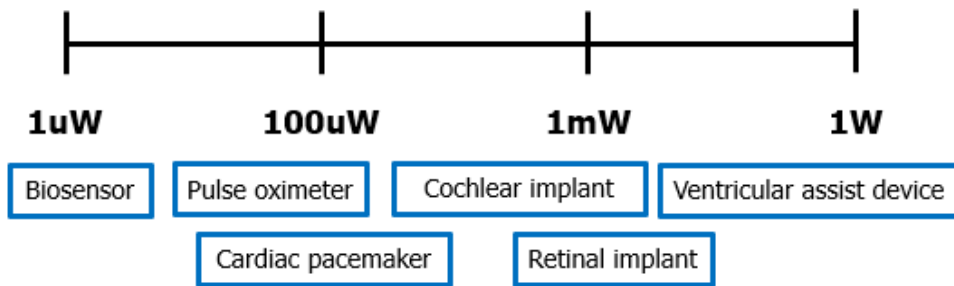 1uW 100uW 1mW 1W
Biosensor Pulse oximeter Cochlear implant Ventricular assist device
Cardiac pacemaker Retinal implant